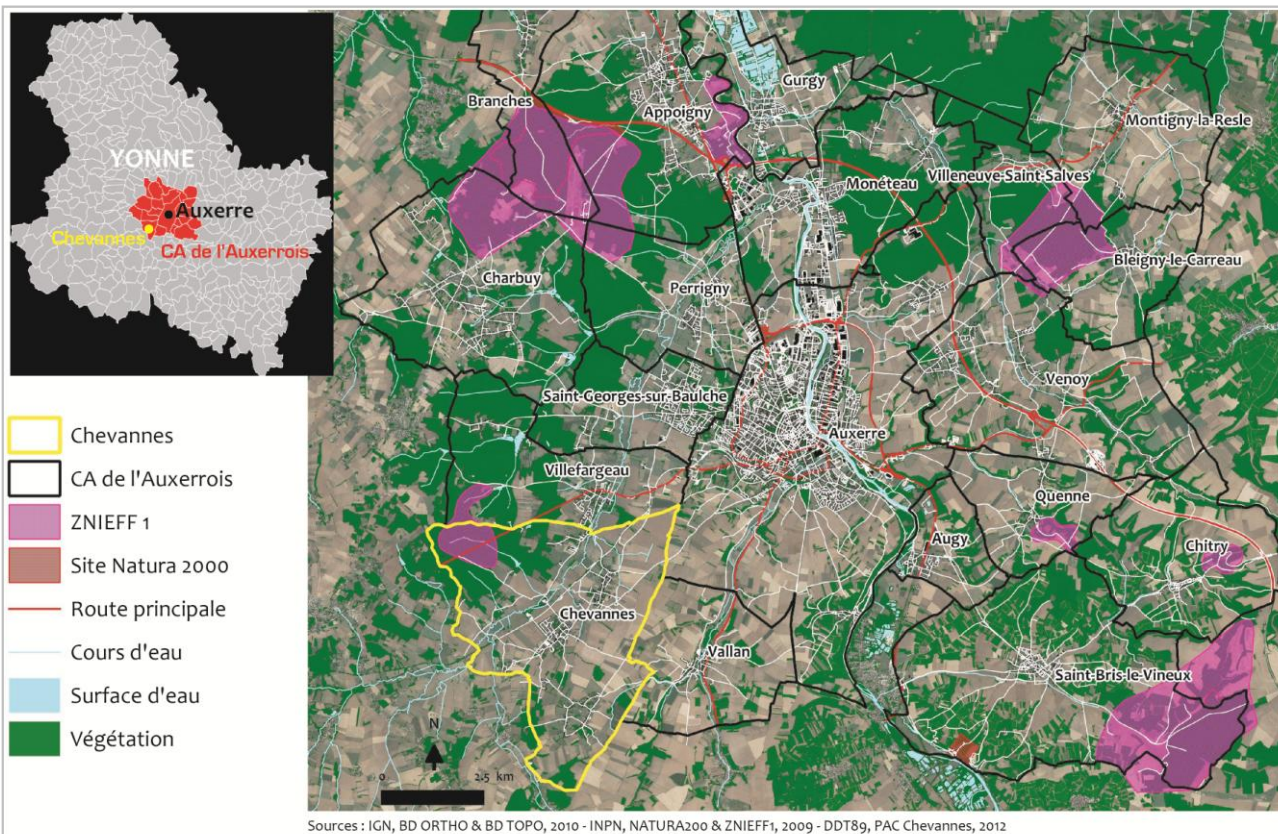 YONNE
Auxerre
Chevannes
CA de l'Auxerrois
Chevannes
CA de l'Auxerrois
ZNIEFF 1
Site Natura 2000
Route principale
Cours d'eau
Surface d'eau
Végétation
Branches
Appoigny
Gurgy
Montigny-la-Resle
Monéteau
Villeneuve-Saint-Salves
Bleigny-le-Carreau
Charbuy
Perrigny
Venoy
Saint-Georges-sur-Baulche
Auxerre
Villefargeau
Quenne
Augy
Chitry
Chevannes
Vallan
Saint-Bris-le-Vineux
N
0 2.5 km
Sources : IGN, BD ORTHO & BD TOPO, 2010 - INPN, NATURA200 & ZNIEFF1, 2009 - DDT89, PAC Chevannes, 2012